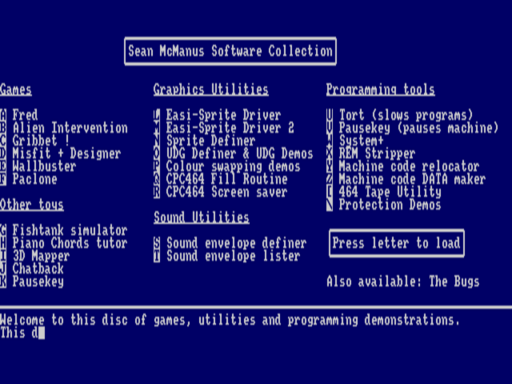 Sean McManus Software Collection
Games
A Fred
B Alien Intervention
C Gribbet !
D Misfit + Designer
E Wallbuster
F Paclone
Other toys
G Fishtank simulator
H Piano Chords tutor
I 3D Mapper
J Chatback
K Pausekey
Graphics Utilities
L Easi-Sprite Driver
M Easi-Sprite Driver 2
N Sprite Definer
O UDG Definer & UDG Demos
P Colour swapping demos
Q CPC464 Fill Routine
R CPC464 Screen saver
Sound Utilities
S Sound envelope definer
T Sound envelope lister
Programming tools
U Tort (slows programs)
V Pausekey (pauses machine)
W System+
X REM Stripper
Y Machine code relocator
Z Machine code DATA maker
[ 464 Tape Utility
\ Protection Demos
Press letter to load
Also available: The Bugs
Welcome to this disc of games, utilities and programming demonstrations.
This d